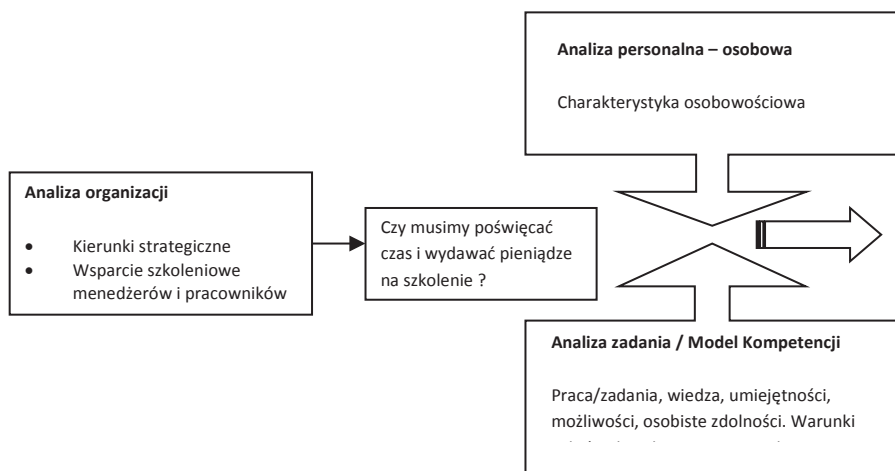 Analiza personalna – osobowa
Charakterystyka osobowościowa
Analiza organizacji
• Kierunki strategiczne
• Wsparcie szkoleniowe
menedżerów i pracowników
Czy musimy poświęcać
czas i wydawać pieniądze
na szkolenie ?
Analiza zadania / Model Kompetencji
Praca/zadania, wiedza, umiejętności,
możliwości, osobiste zdolności. Warunki